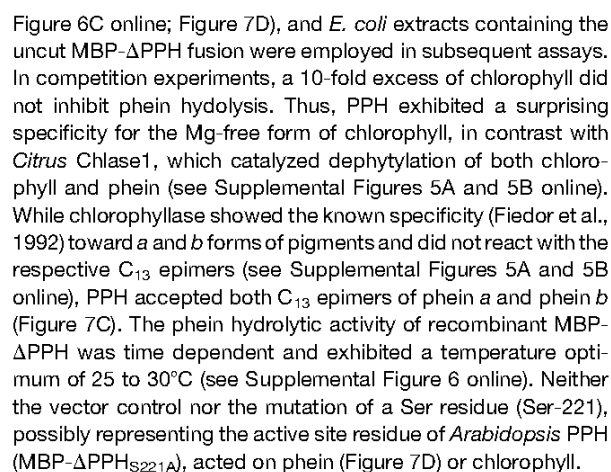 Figure 6C online; Figure 7D), and E. coli extracts containing the
uncut MBP-ΔPPH fusion were employed in subsequent assays.
In competition experiments, a 10-fold excess of chlorophyll did
not inhibit phein hydolysis. Thus, PPH exhibited a surprising
specificity for the Mg-free form of chlorophyll, in contrast with
Citrus Chlase1, which catalyzed dephytylation of both chloro-
phyll and phein (see Supplemental Figures 5A and 5B online).
While chlorophyllase showed the known specificity (Fiedor et al.,
1992) toward a and b forms of pigments and did not react with the
respective C13 epimers (see Supplemental Figures 5A and 5B
online), PPH accepted both C13 epimers of phein a and phein b
(Figure 7C). The phein hydrolytic activity of recombinant MBP-
ΔPPH was time dependent and exhibited a temperature opti-
mum of 25 to 30°C (see Supplemental Figure 6 online). Neither
the vector control nor the mutation of a Ser residue (Ser-221),
possibly representing the active site residue of Arabidopsis PPH
(MBP-ΔPPHS221A), acted on phein (Figure 7D) or chlorophyll.